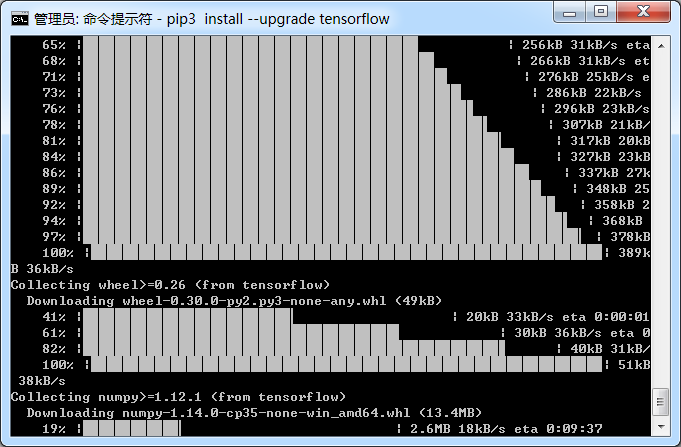 管理员: 命令提示符 - pip3  install --upgrade tensorflow
65% | | 256kB 31kB/s eta
68% | | 266kB 31kB/s et
71% | | 276kB 25kB/s e
73% | | 286kB 22kB/s
76% | | 296kB 23kB/s
78% | | 307kB 21kB/
81% | | 317kB 20kB
84% | | 327kB 23kB
86% | | 337kB 27k
89% | | 348kB 25
92% | | 358kB 2
94% | | 368kB
97% | | 378kB
100% | | 389k
B 36kB/s
Collecting wheel>=0.26 (from tensorflow)
Downloading wheel-0.30.0-py2.py3-none-any.whl (49kB)
41% | | 20kB 33kB/s eta 0:00:01
61% | | 30kB 36kB/s eta 0
82% | | 40kB 31kB/
100% | | 51kB
38kB/s
Collecting numpy>=1.12.1 (from tensorflow)
Downloading numpy-1.14.0-cp35-none-win_amd64.whl (13.4MB)
19% | | 2.6MB 18kB/s eta 0:09:37